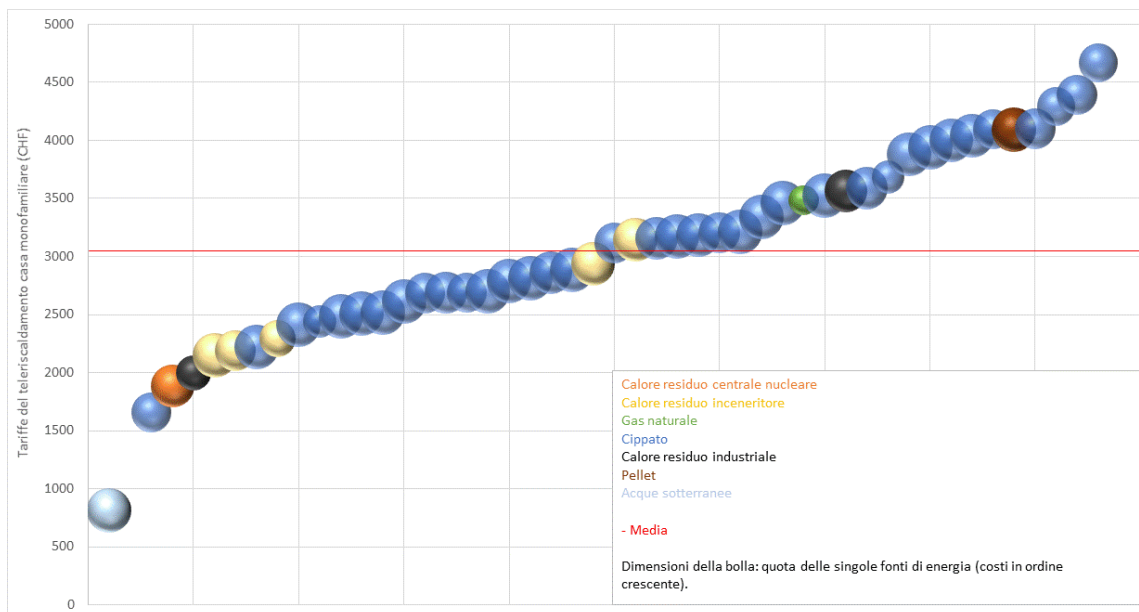 5000
4500
4000
3500
3000
2500
2000
1500
1000
500
0
Tariffe del teleriscaldamento casa monofamiliare (CHF)
Calore residuo centrale nucleare
Calore residuo inceneritore
Gas naturale
Cippato
Calore residuo industriale
Pellet
Acque sotterranee
- Media
Dimensioni della bolla: quota delle singole fonti di energia (costi in ordine
crescente).